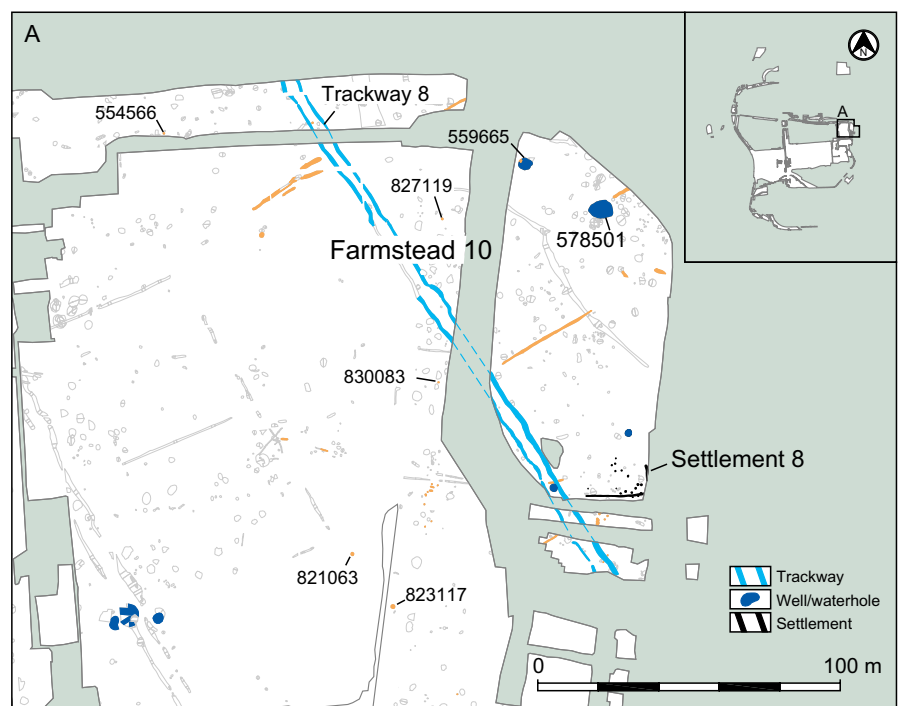 A
N
A
Trackway 8
554566
559665
827119
578501
Farmstead 10
830083
Settlement 8
821063
823117
Trackway
Well/waterhole
Settlement
0
100 m